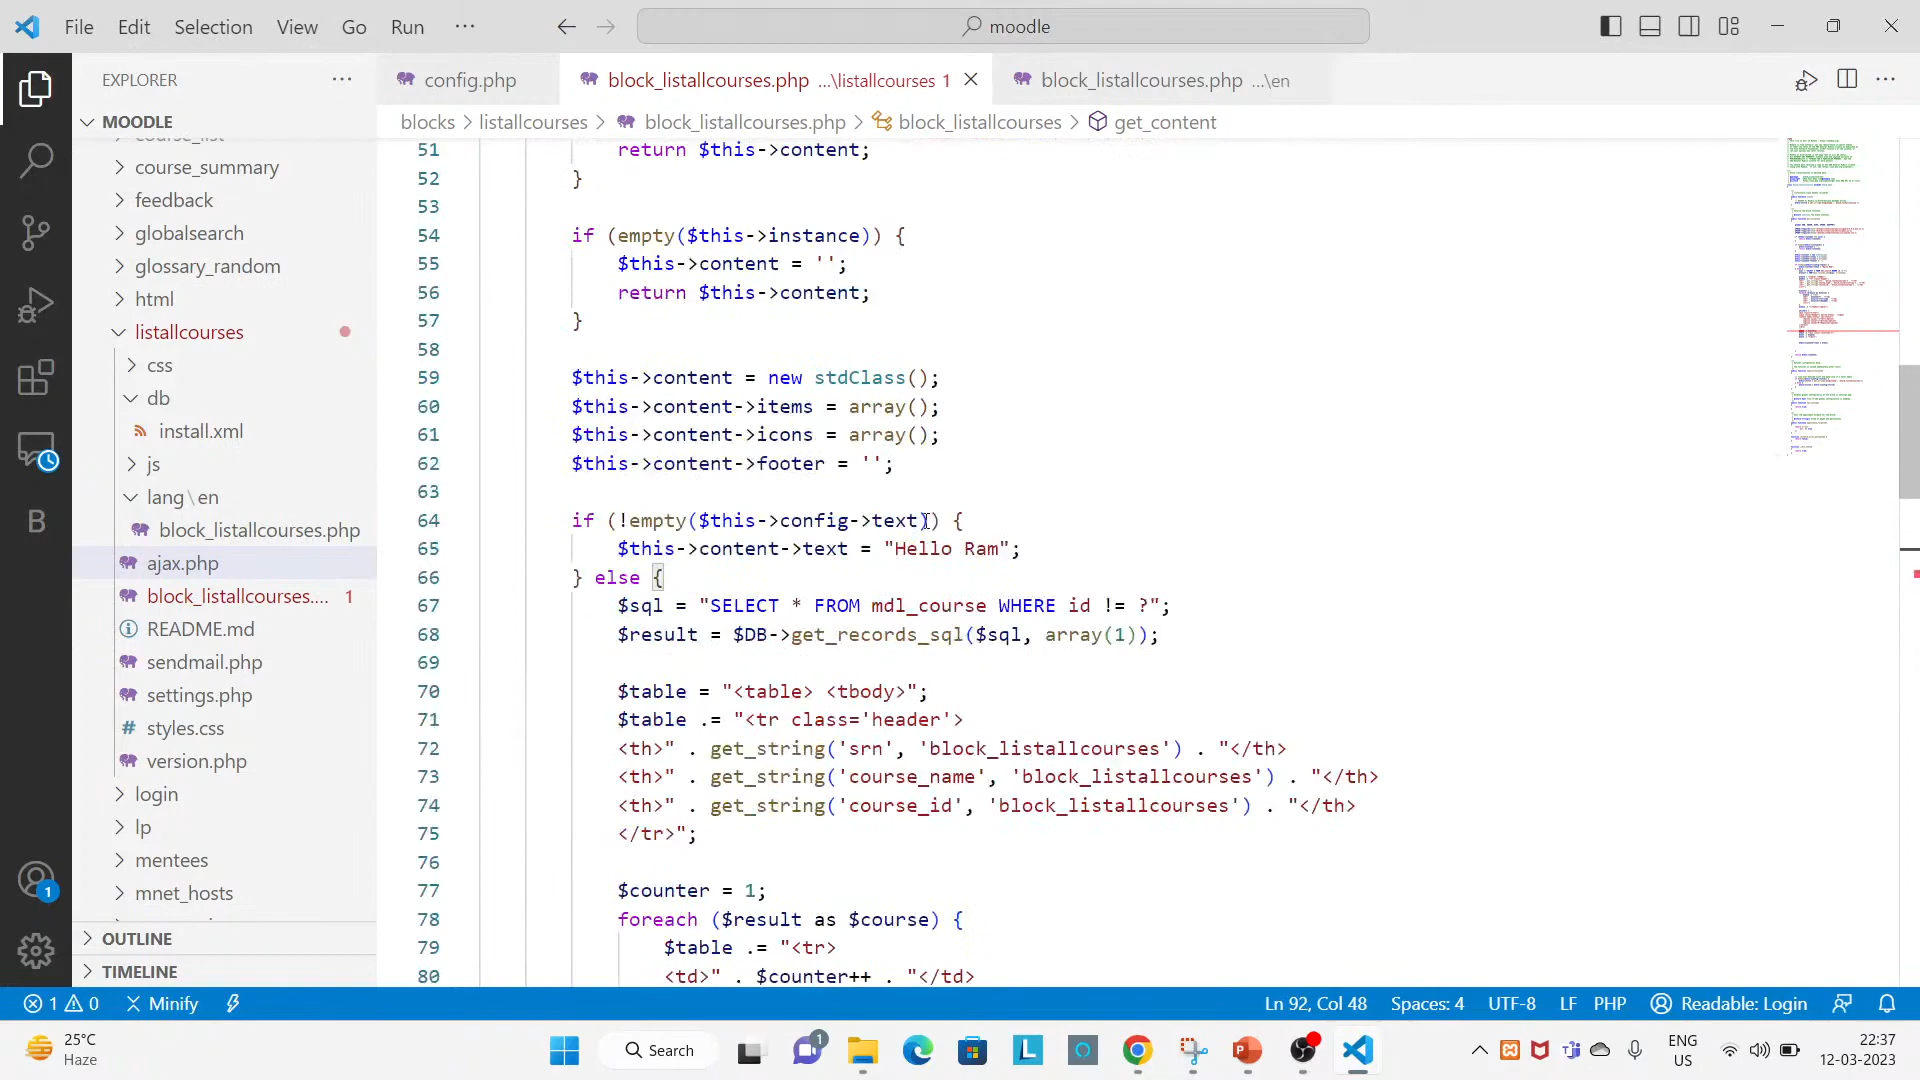 File Edit Selection View Go Run ···
moodle
EXPLORER
config.php
block_listallcourses.php ...\listallcourses 1
block_listallcourses.php ...\en
MOODLE
blocks > listallcourses > block_listallcourses.php > block_listallcourses > get_content
course_summary
feedback
globalsearch
glossary_random
html
listallcourses
css
db
install.xml
js
lang\en
block_listallcourses.php
ajax.php
block_listallcourses.... 1
README.md
sendmail.php
settings.php
styles.css
version.php
login
lp
mentees
mnet_hosts
OUTLINE
TIMELINE
51 return $this->content;
52 }
53
54 if (empty($this->instance)) {
55 $this->content = '';
56 return $this->content;
57 }
58
59 $this->content = new stdClass();
60 $this->content->items = array();
61 $this->content->icons = array();
62 $this->content->footer = '';
63
64 if (!empty($this->config->text)) {
65 $this->content->text = "Hello Ram";
66 } else {
67 $sql = "SELECT * FROM mdl_course WHERE id != ?";
68 $result = $DB->get_records_sql($sql, array(1));
69
70 $table = "<table> <tbody>";
71 $table .= "<tr class='header'>
72 <th>" . get_string('srn', 'block_listallcourses') . "</th>
73 <th>" . get_string('course_name', 'block_listallcourses') . "</th>
74 <th>" . get_string('course_id', 'block_listallcourses') . "</th>
75 </tr>";
76
77 $counter = 1;
78 foreach ($result as $course) {
79 $table .= "<tr>
80 <td>" . $counter++ . "</td>
1 0 Minify
Ln 92, Col 48 Spaces: 4 UTF-8 LF PHP Readable: Login
25°C
Haze
Search
ENG
US
22:37
12-03-2023